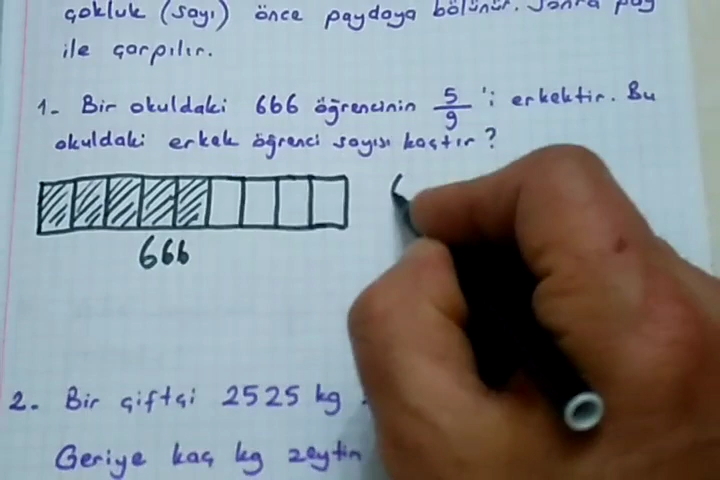 çokluk (sayı) önce paydaya bölünür. Sonra pay
ile çarpılır.
1- Bir okuldaki 666 öğrencinin 5/9 'i erkektir. Bu
okuldaki erkek öğrenci sayısı kaçtır?
666
2. Bir çiftçi 2525 kg
Geriye kaç kg zeytin